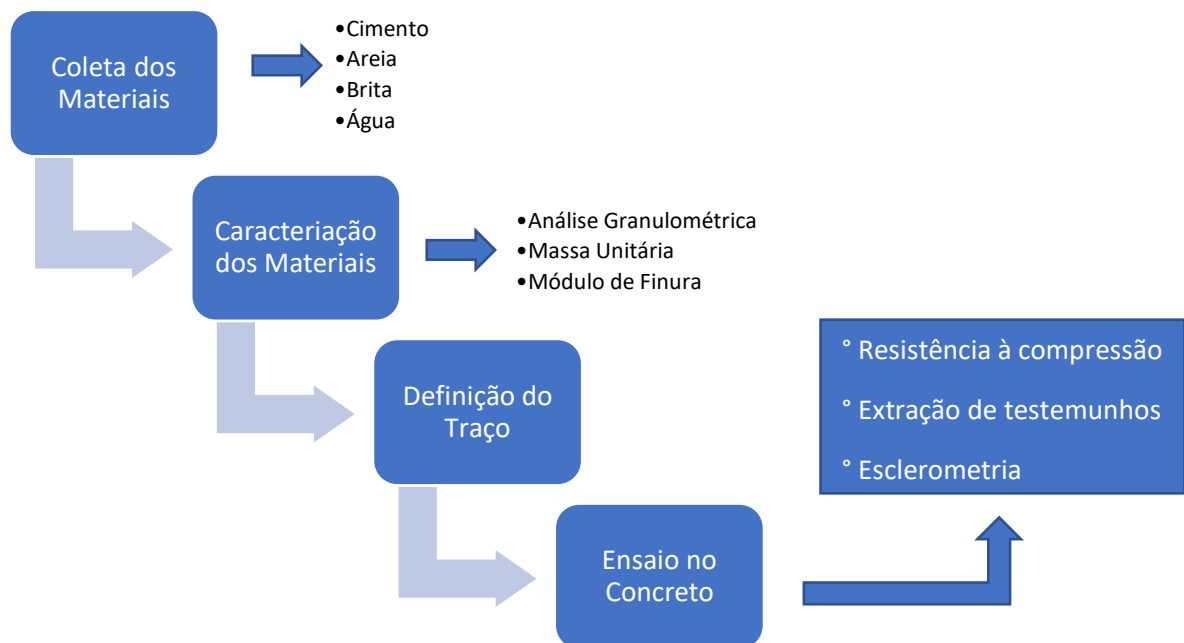 Coleta dos
Materiais
•Cimento
•Areia
•Brita
•Água
Caracteriação
dos Materiais
•Análise Granulométrica
•Massa Unitária
•Módulo de Finura
Definição do
Traço
° Resistência à compressão
° Extração de testemunhos
° Esclerometria
Ensaio no
Concreto